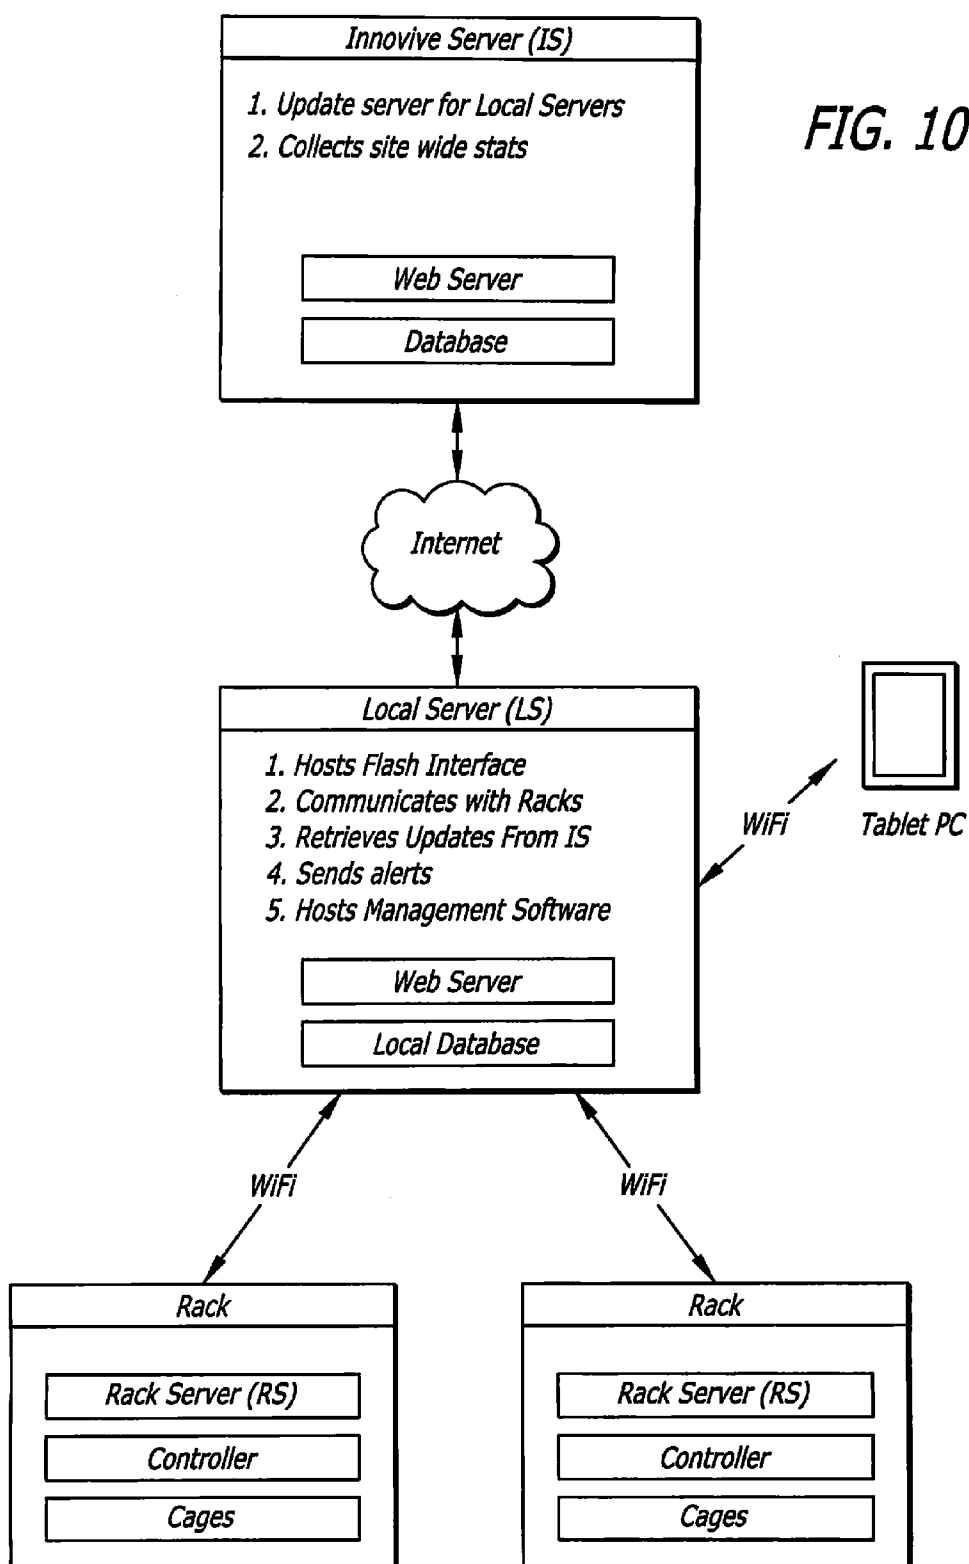 Innovive Server (IS)
FIG. 10
1. Update server for Local Servers
2. Collects site wide stats
Web Server
Database
Internet
Local Server (LS)
1. Hosts Flash Interface
2. Communicates with Racks
3. Retrieves Updates From IS
4. Sends alerts
5. Hosts Management Software
Web Server
Local Database
WiFi
Tablet PC
WiFi
WiFi
Rack
Rack Server (RS)
Controller
Cages
Rack
Rack Server (RS)
Controller
Cages